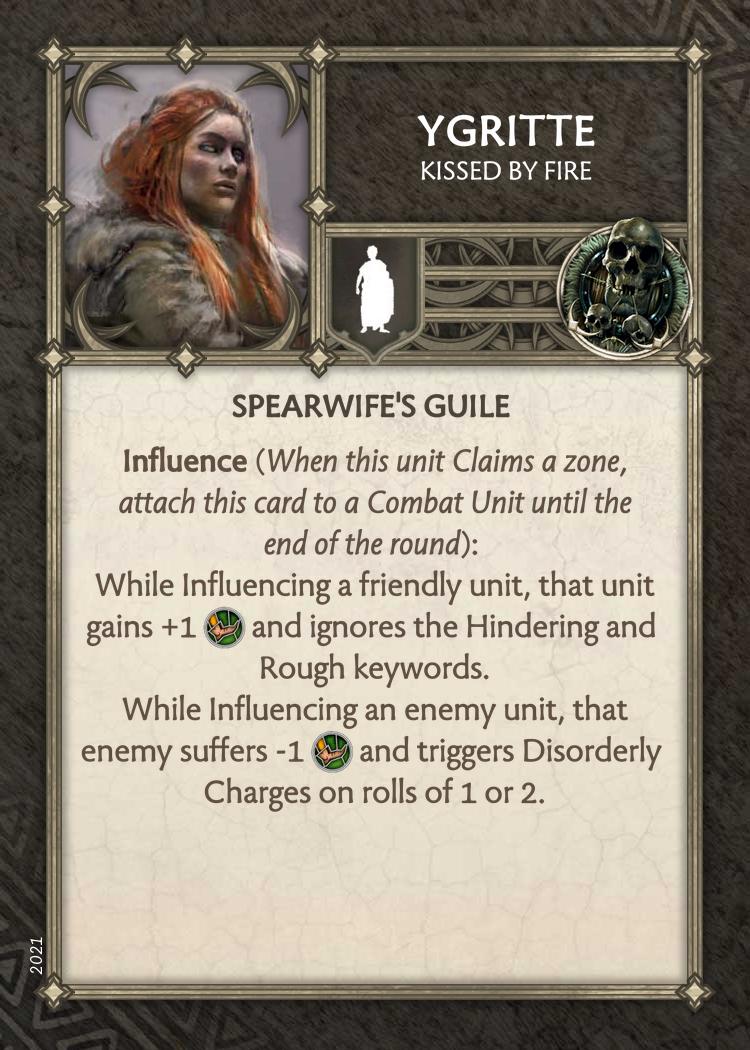 YGRITTE
KISSED BY FIRE
SPEARWIFE'S GUILE
Influence (When this unit Claims a zone,
attach this card to a Combat Unit until the
end of the round):
While Influencing a friendly unit, that unit
gains +1 and ignores the Hindering and
Rough keywords.
While Influencing an enemy unit, that
enemy suffers -1 and triggers Disorderly
Charges on rolls of 1 or 2.
2021